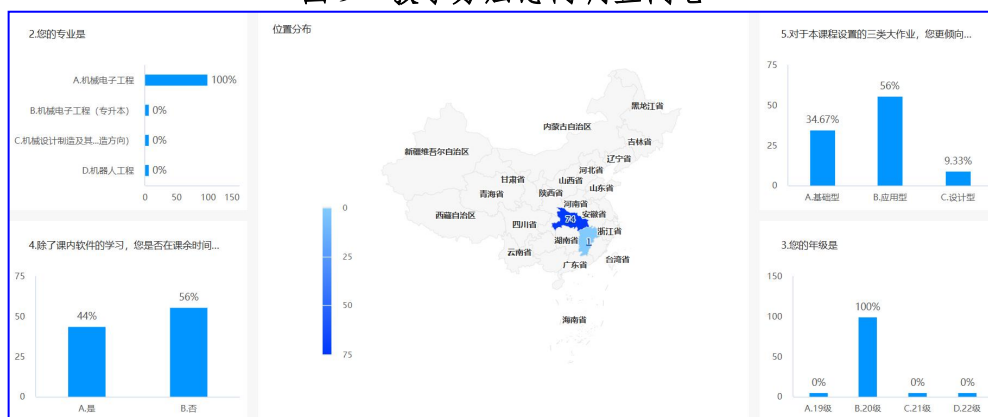 2.您的专业是
A.机械电子工程
100%
B.机械电子工程（专升本）
0%
C.机械设计制造及其...造方向）
0%
D.机器人工程
0%
0
50
100
150
4.除了课内软件的学习，您是否在课余时间...
75
50
25
0
44%
56%
A.是
B.否
位置分布
黑龙江省
内蒙古自治区
吉林省
新疆维吾尔自治区
辽宁省
河北省
甘肃省
山西省
山东省
青海省
陕西省
河南省
西藏自治区
四川省
74
安徽省
浙江省
湖南省
1
云南省
广东省
台湾省
海南省
0
25
50
75
5.对于本课程设置的三类大作业，您更倾向...
75
50
25
0
34.67%
56%
9.33%
A.基础型
B.应用型
C.设计型
3.您的年级是
150
100
50
0
0%
100%
0%
0%
A.19级
B.20级
C.21级
D.22级